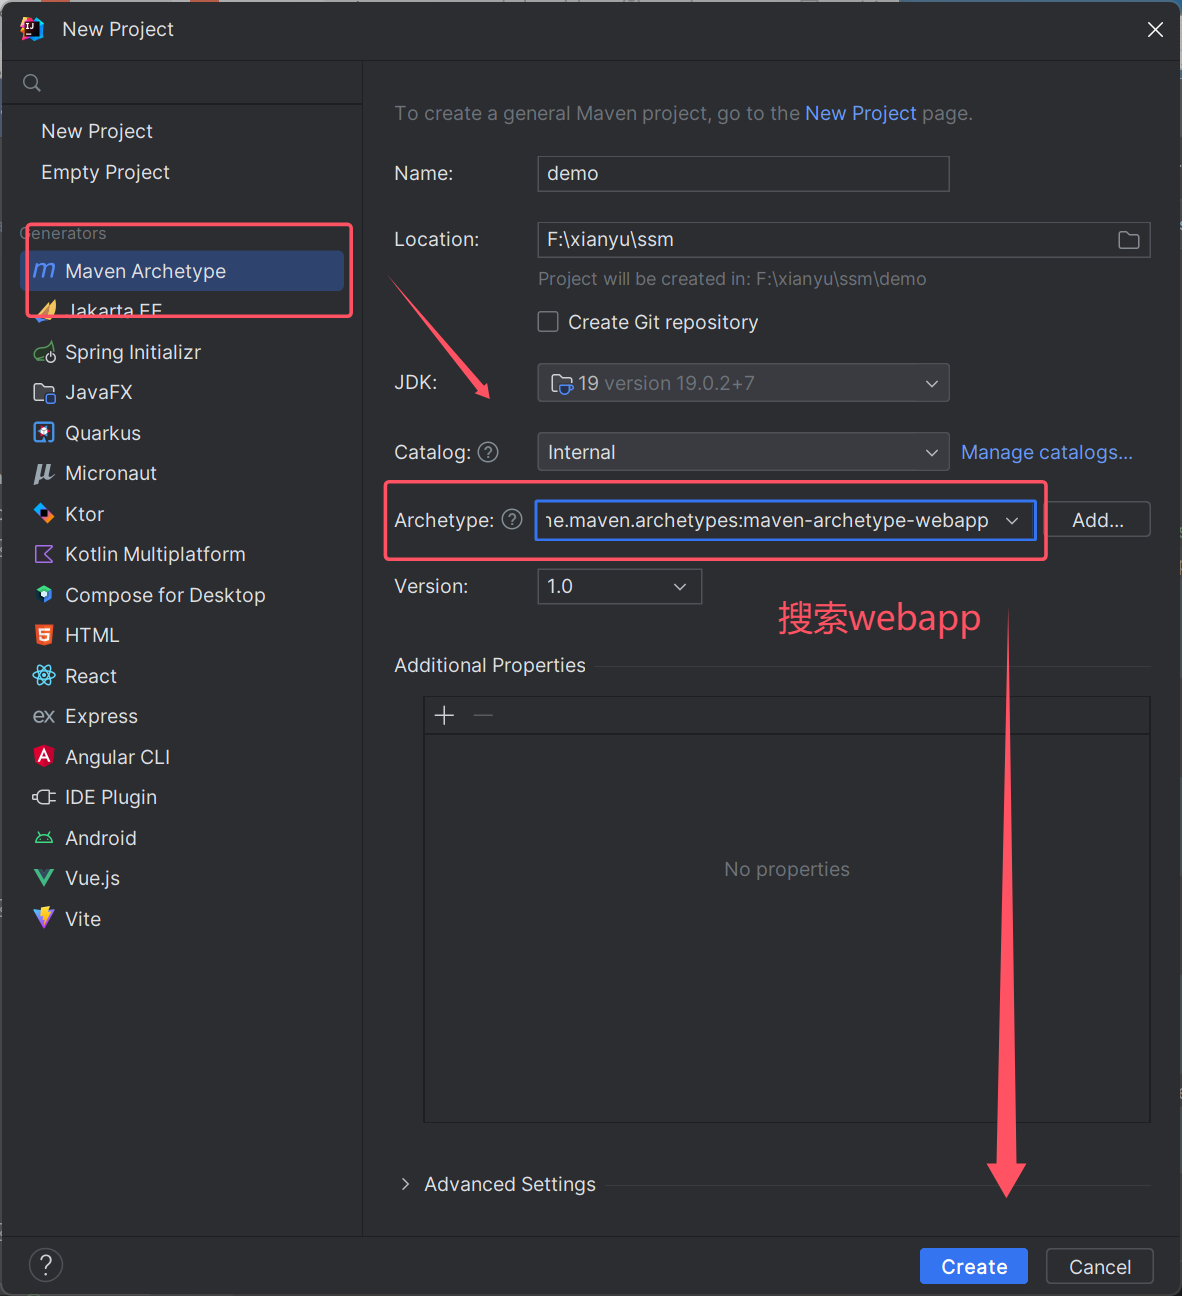 New Project
New Project
Empty Project
Generators
Maven Archetype
Jakarta EE
Spring Initializr
JavaFX
Quarkus
Micronaut
Ktor
Kotlin Multiplatform
Compose for Desktop
HTML
React
Express
Angular CLI
IDE Plugin
Android
Vue.js
Vite
To create a general Maven project, go to the New Project page.
Name: demo
Location: F:\xianyu\ssm
Project will be created in: F:\xianyu\ssm\demo
Create Git repository
JDK: 19 version 19.0.2+7
Catalog: ? Internal Manage catalogs...
Archetype: ? ne.maven.archetypes:maven-archetype-webapp Add...
Version: 1.0
搜索webapp
Additional Properties
No properties
Advanced Settings
? Create Cancel